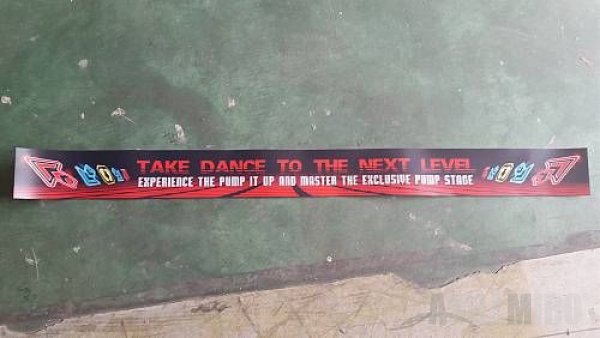 TAKE DANCE TO THE NEXT LEVEL
EXPERIENCE THE PUMP IT UP AND MASTER THE EXCLUSIVE PUMP STAGE